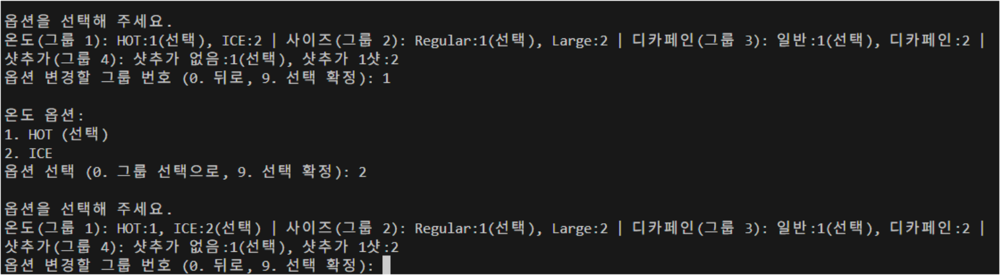 옵션을 선택해 주세요.
온도(그룹 1): HOT:1(선택), ICE:2 | 사이즈(그룹 2): Regular:1(선택), Large:2 | 디카페인(그룹 3): 일반:1(선택), 디카페인:2 |
샷추가(그룹 4): 샷추가 없음:1(선택), 샷추가 1샷:2
옵션 변경할 그룹 번호 (0. 뒤로, 9. 선택 확정): 1
온도 옵션:
1. HOT (선택)
2. ICE
옵션 선택 (0. 그룹 선택으로, 9. 선택 확정): 2
옵션을 선택해 주세요.
온도(그룹 1): HOT:1, ICE:2(선택) | 사이즈(그룹 2): Regular:1(선택), Large:2 | 디카페인(그룹 3): 일반:1(선택), 디카페인:2 |
샷추가(그룹 4): 샷추가 없음:1(선택), 샷추가 1샷:2
옵션 변경할 그룹 번호 (0. 뒤로, 9. 선택 확정):